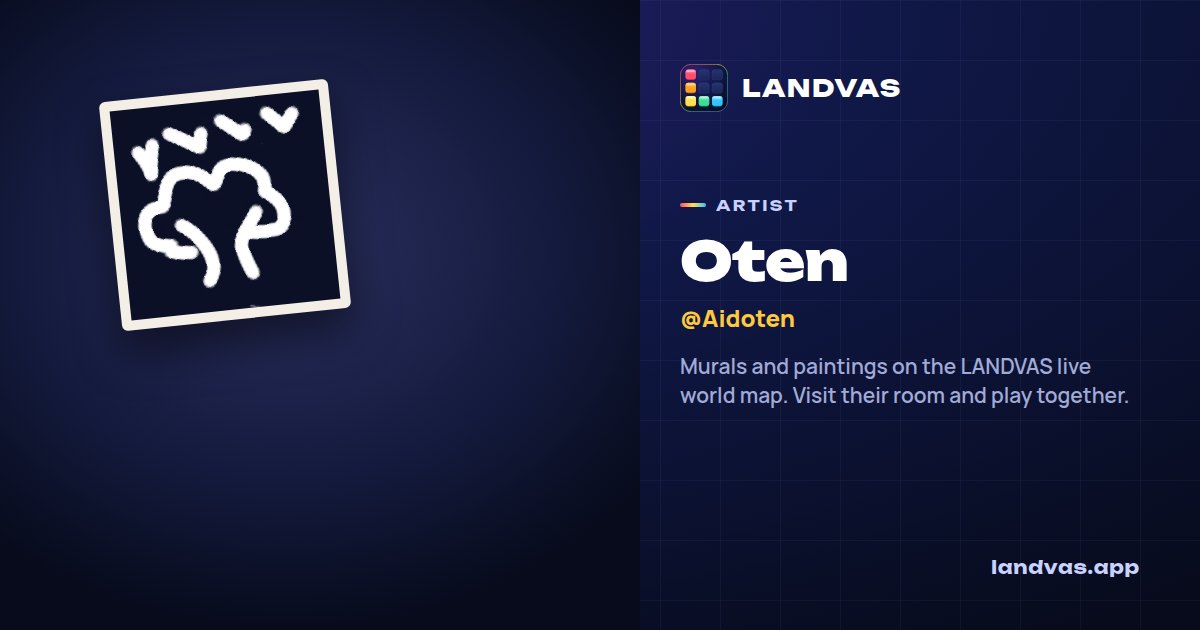 LANDVAS
ARTIST
Oten
@Aidoten
Murals and paintings on the LANDVAS live
world map. Visit their room and play together.
landvas.app